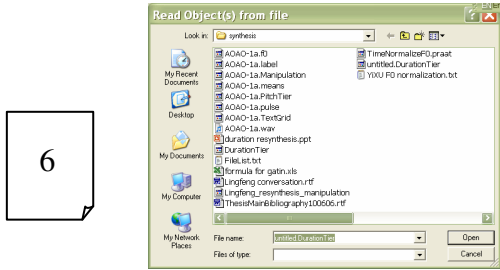 6
Read Object(s) from file
Look in:
synthesis
My Recent
Documents
Desktop
My Documents
My Computer
My Network
Places
AOAO-1a.f0
AOAO-1a.label
AOAO-1a.Manipulation
AOAO-1a.means
AOAO-1a.PitchTier
AOAO-1a.pulse
AOAO-1a.TextGrid
AOAO-1a.wav
duration resynthesis.ppt
DurationTier
FileList.txt
formula for gatin.xls
Lingfeng conversation.rtf
Lingfeng_resynthesis_manipulation
ThesisMainBibliography100606.rtf
TimeNormalizeF0.praat
untitled.DurationTier
YIXU F0 normalization.txt
File name:
untitled.DurationTier
Open
Files of type:
Cancel